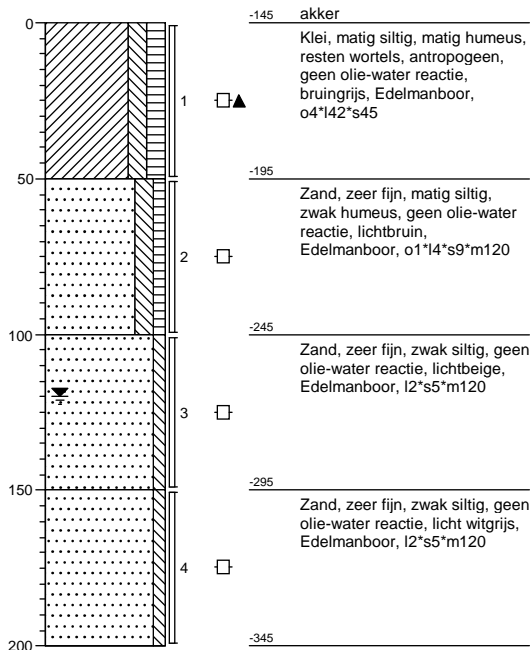 0
-145 akker
Klei, matig siltig, matig humeus,
resten wortels, antropogeen,
geen olie-water reactie,
bruingrijs, Edelmanboor,
o4*l42*s45
1
50
-195
Zand, zeer fijn, matig siltig,
zwak humeus, geen olie-water
reactie, lichtbruin,
Edelmanboor, o1*l4*s9*m120
2
100
-245
Zand, zeer fijn, zwak siltig, geen
olie-water reactie, lichtbeige,
Edelmanboor, l2*s5*m120
3
150
-295
Zand, zeer fijn, zwak siltig, geen
olie-water reactie, licht witgrijs,
Edelmanboor, l2*s5*m120
4
200
-345